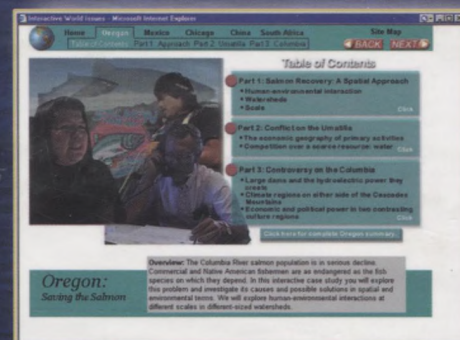 Interactive World Issues - Microsoft Internet Explorer
Home Oregon Mexico Chicago China South Africa Site Map
Table of Contents Part 1: Approach Part 2: Umatilla Part 3: Columbia BACK NEXT
Table of Contents
Part 1: Salmon Recovery: A Spatial Approach
• Human-environmental interaction
• Watersheds
• Scale
Click
Part 2: Conflict on the Umatilla
• The economic geography of primary activities
• Competition over a scarce resource: water
Click
Part 3: Controversy on the Columbia
• Large dams and the hydroelectric power they
create
• Climate regions on either side of the Cascades
Mountains
• Economic and political power in two contrasting
culture regions
Click
Click here for complete Oregon summary.
Oregon:
Saving the Salmon
Overview: The Columbia River salmon population is in serious decline.
Commercial and Native American fishermen are as endangered as the fish
species on which they depend. In this interactive case study you will explore
this problem and investigate its causes and possible solutions in spatial and
environmental terms. We will explore human-environmental interactions at
different scales in different-sized watersheds.